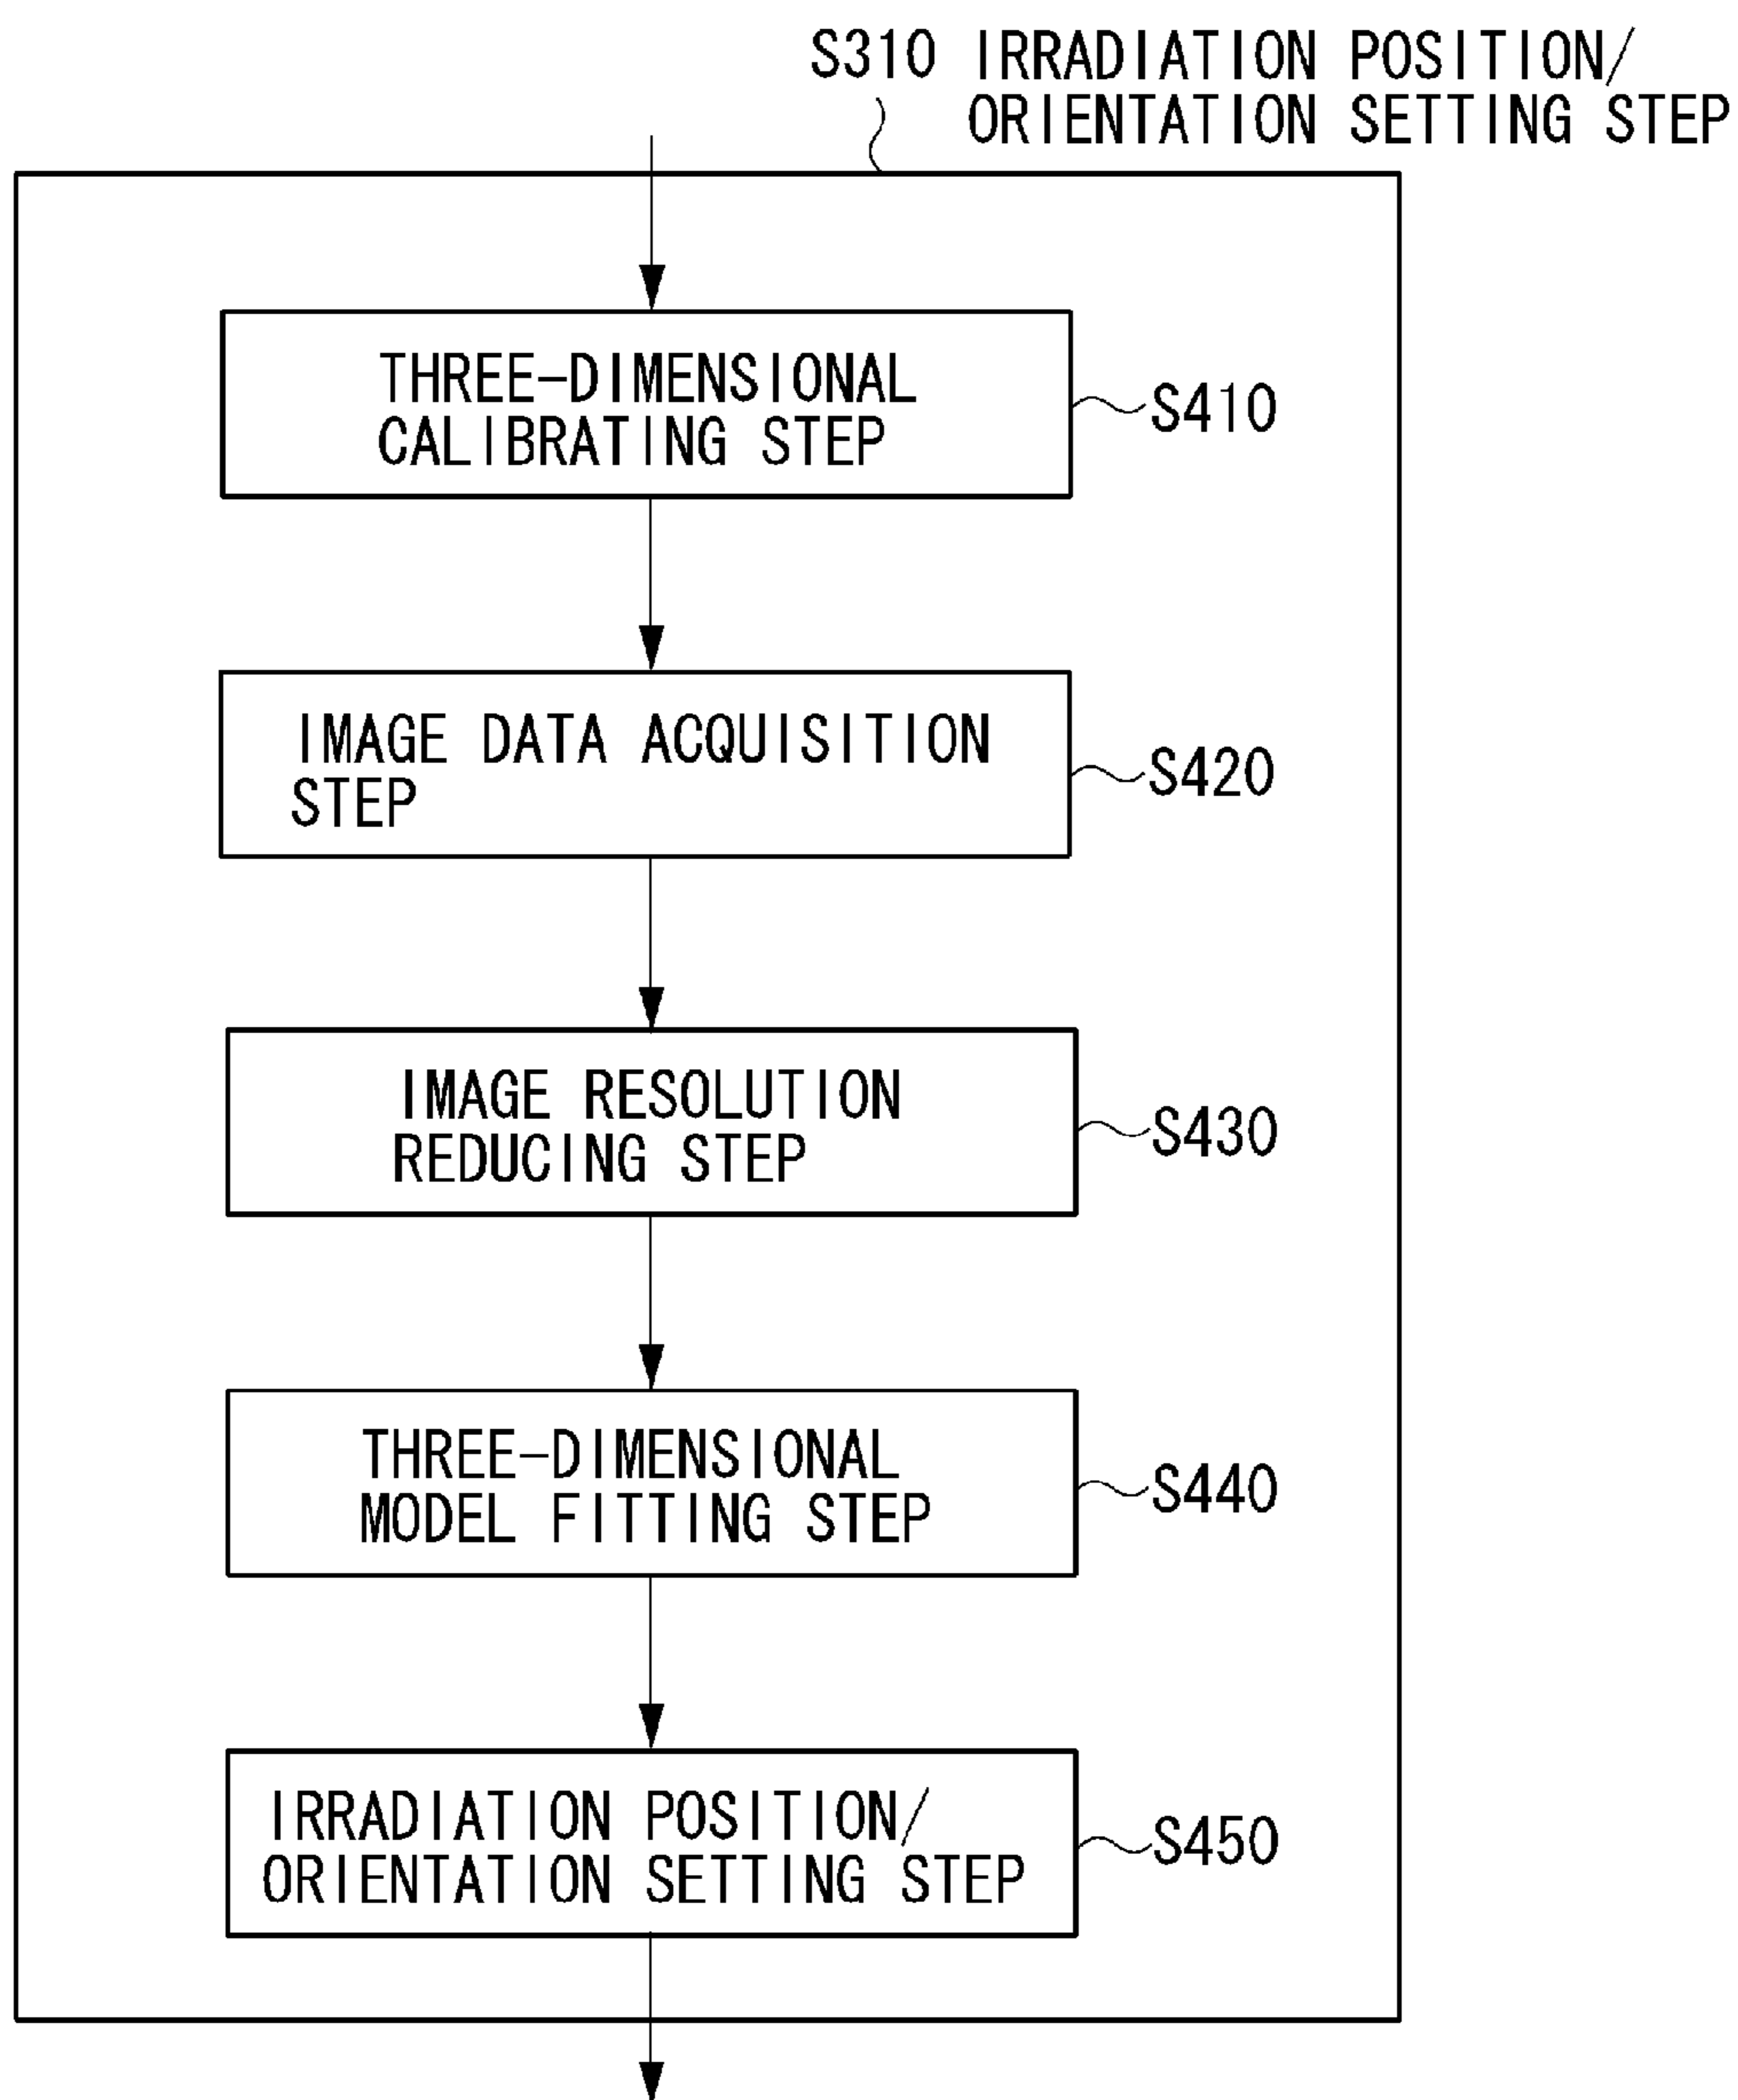 S310 IRRADIATION POSITION/
ORIENTATION SETTING STEP
THREE-DIMENSIONAL
CALIBRATING STEP
S410
IMAGE DATA ACQUISITION
STEP
S420
IMAGE RESOLUTION
REDUCING STEP
S430
THREE-DIMENSIONAL
MODEL FITTING STEP
S440
IRRADIATION POSITION/
ORIENTATION SETTING STEP
S450